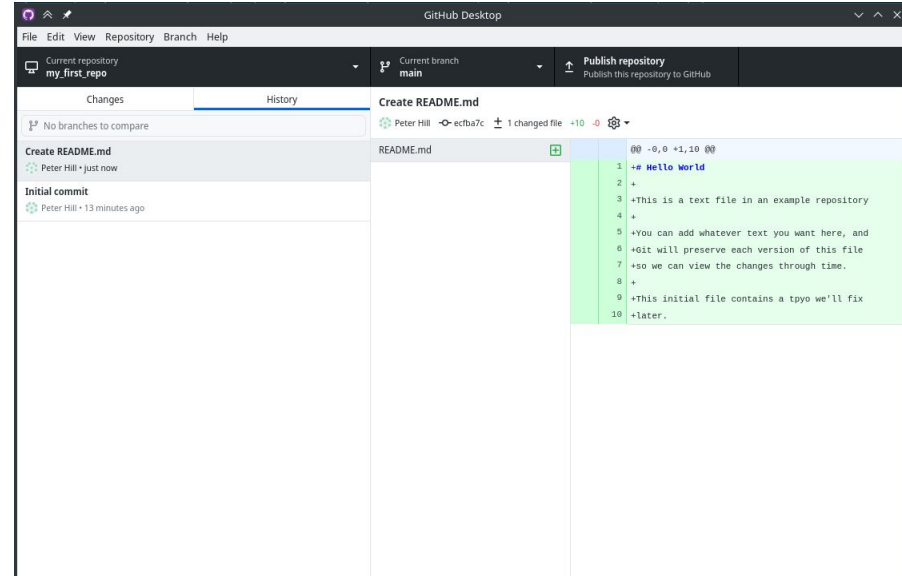 GitHub Desktop
File Edit View Repository Branch Help
Current repository
my_first_repo
Current branch
main
Publish repository
Publish this repository to GitHub
Changes History
No branches to compare
Create README.md
Peter Hill • just now
Initial commit
Peter Hill • 13 minutes ago
Create README.md
Peter Hill ecfba7c 1 changed file +10 -0
README.md
@@ -0,0 +1,10 @@
1 +# Hello World
2 +
3 +This is a text file in an example repository
4 +
5 +You can add whatever text you want here, and
6 +Git will preserve each version of this file
7 +so we can view the changes through time.
8 +
9 +This initial file contains a tpyo we'll fix
10 +later.